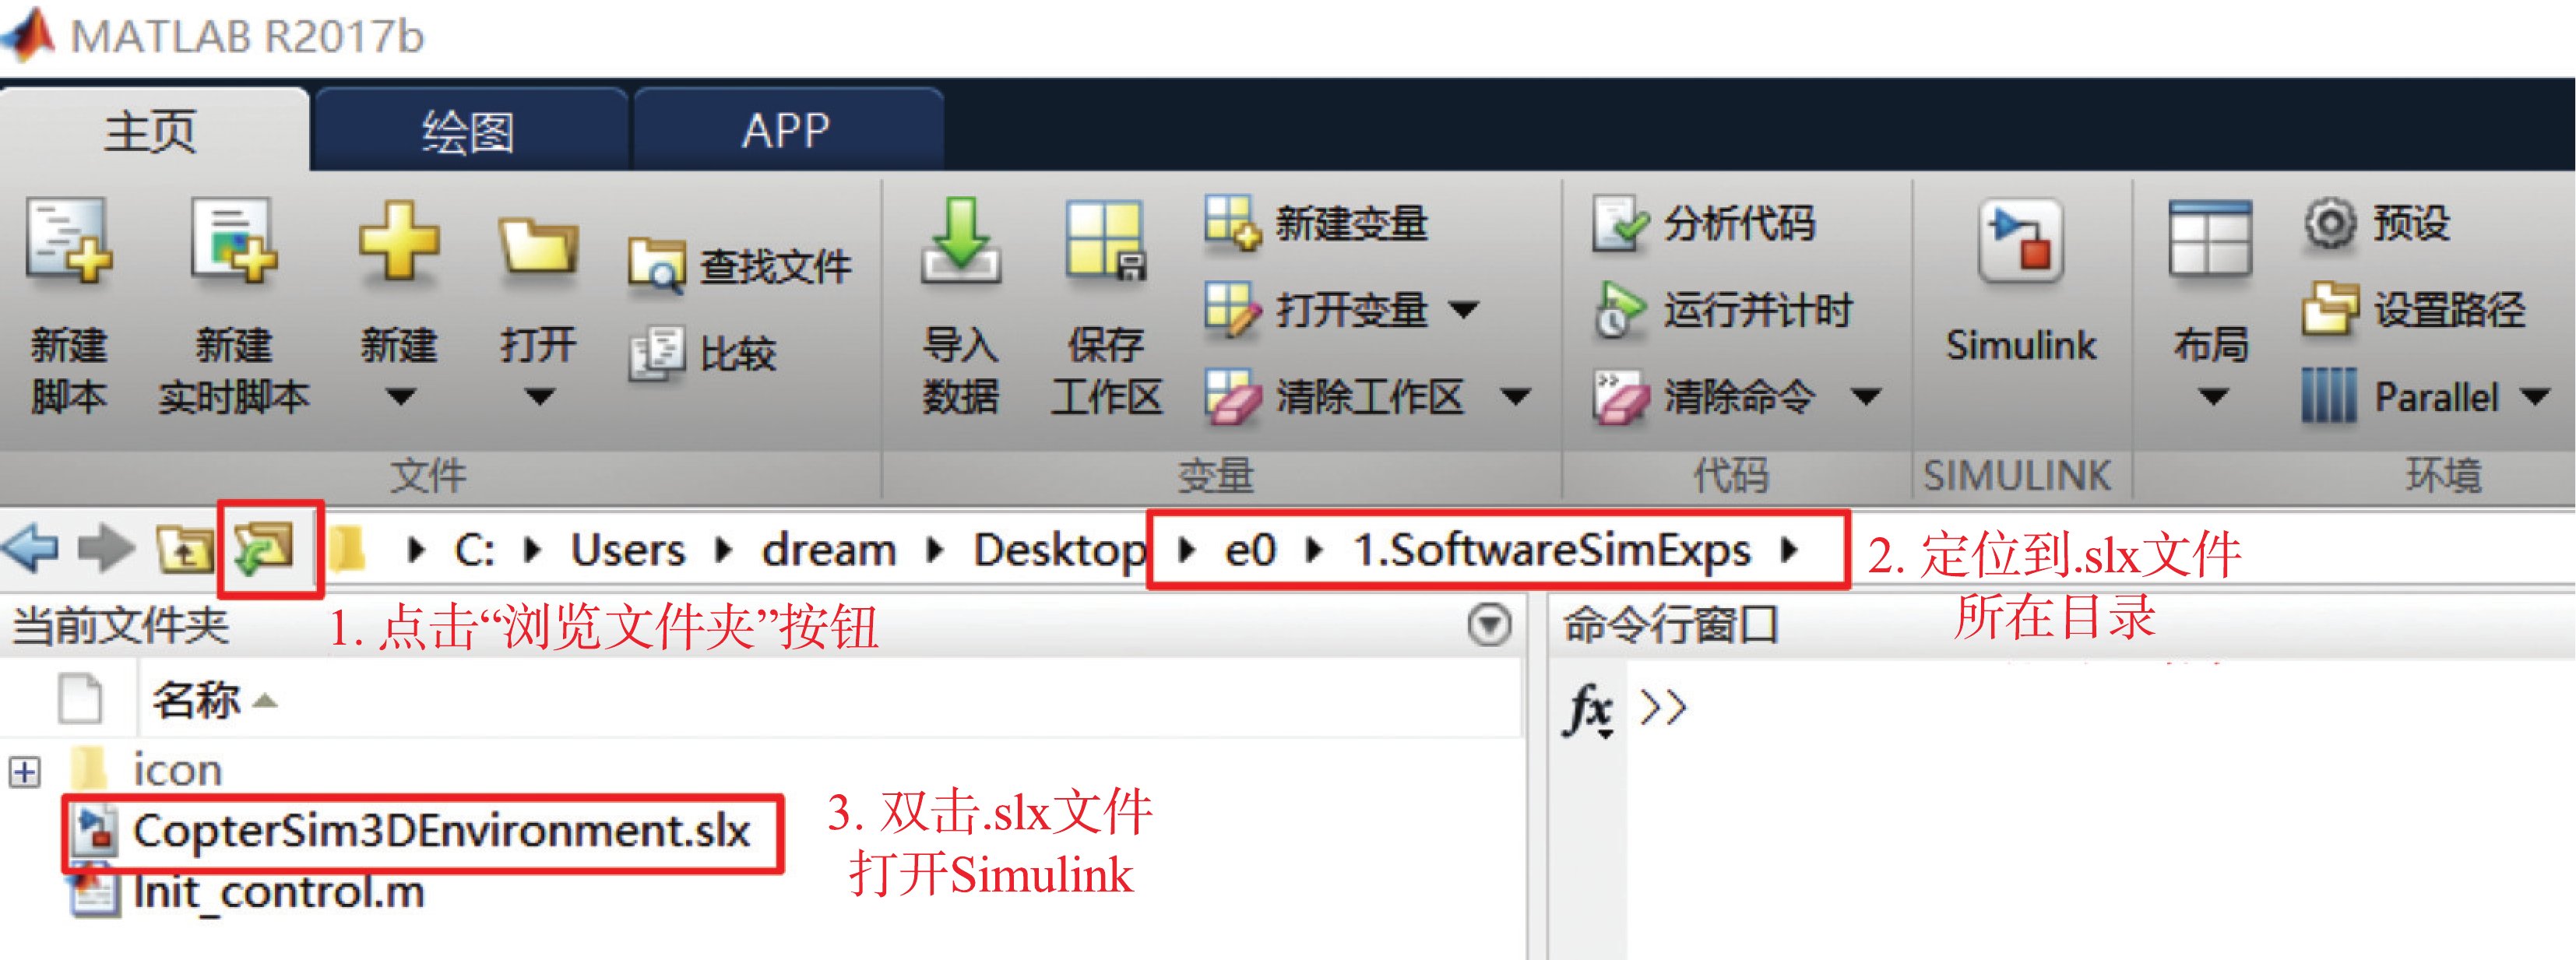 MATLAB R2017b
主页
绘图
APP
新建
脚本
新建
实时脚本
新建
打开
查找文件
比较
导入
数据
保存
工作区
新建变量
打开变量
清除工作区
分析代码
运行并计时
清除命令
Simulink
布局
预设
设置路径
Parallel
文件
变量
代码
SIMULINK
环境
C:
Users
dream
Desktop
e0
1.SoftwareSimExps
2. 定位到.slx文件
所在目录
当前文件夹
1. 点击“浏览文件夹”按钮
命令行窗口
名称
fx >>
icon
CopterSim3DEnvironment.slx
Init_control.m
3. 双击.slx文件
打开Simulink